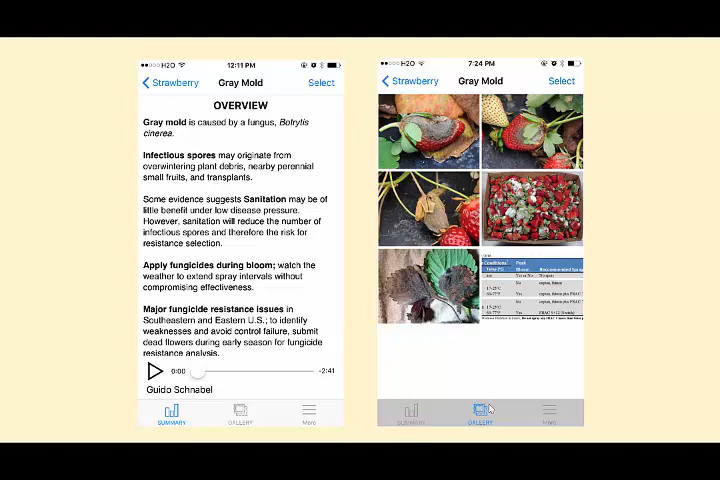 ●●○○○ H2O 12:11 PM
Strawberry Gray Mold Select
OVERVIEW
Gray mold is caused by a fungus, Botrytis
cinerea.
Infectious spores may originate from
overwintering plant debris, nearby perennial
small fruits, and transplants.
Some evidence suggests Sanitation may be of
little benefit under low disease pressure.
However, sanitation will reduce the number of
infectious spores and therefore the risk for
resistance selection.
Apply fungicides during bloom; watch the
weather to extend spray intervals without
compromising effectiveness.
Major fungicide resistance issues in
Southeastern and Eastern U.S.; to identify
weaknesses and avoid control failure, submit
dead flowers during early season for fungicide
resistance analysis.
0:00 -2:41
Guido Schnabel
SUMMARY GALLERY More
●●○○○ H2O 7:24 PM
Strawberry Gray Mold Select
SUMMARY GALLERY More